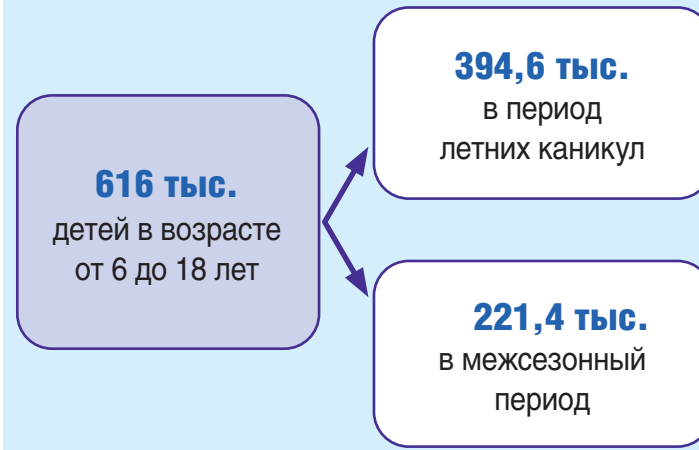 616 тыс.
детей в возрасте
от 6 до 18 лет
394,6 тыс.
в период
летних каникул
221,4 тыс.
в межсезонный
период